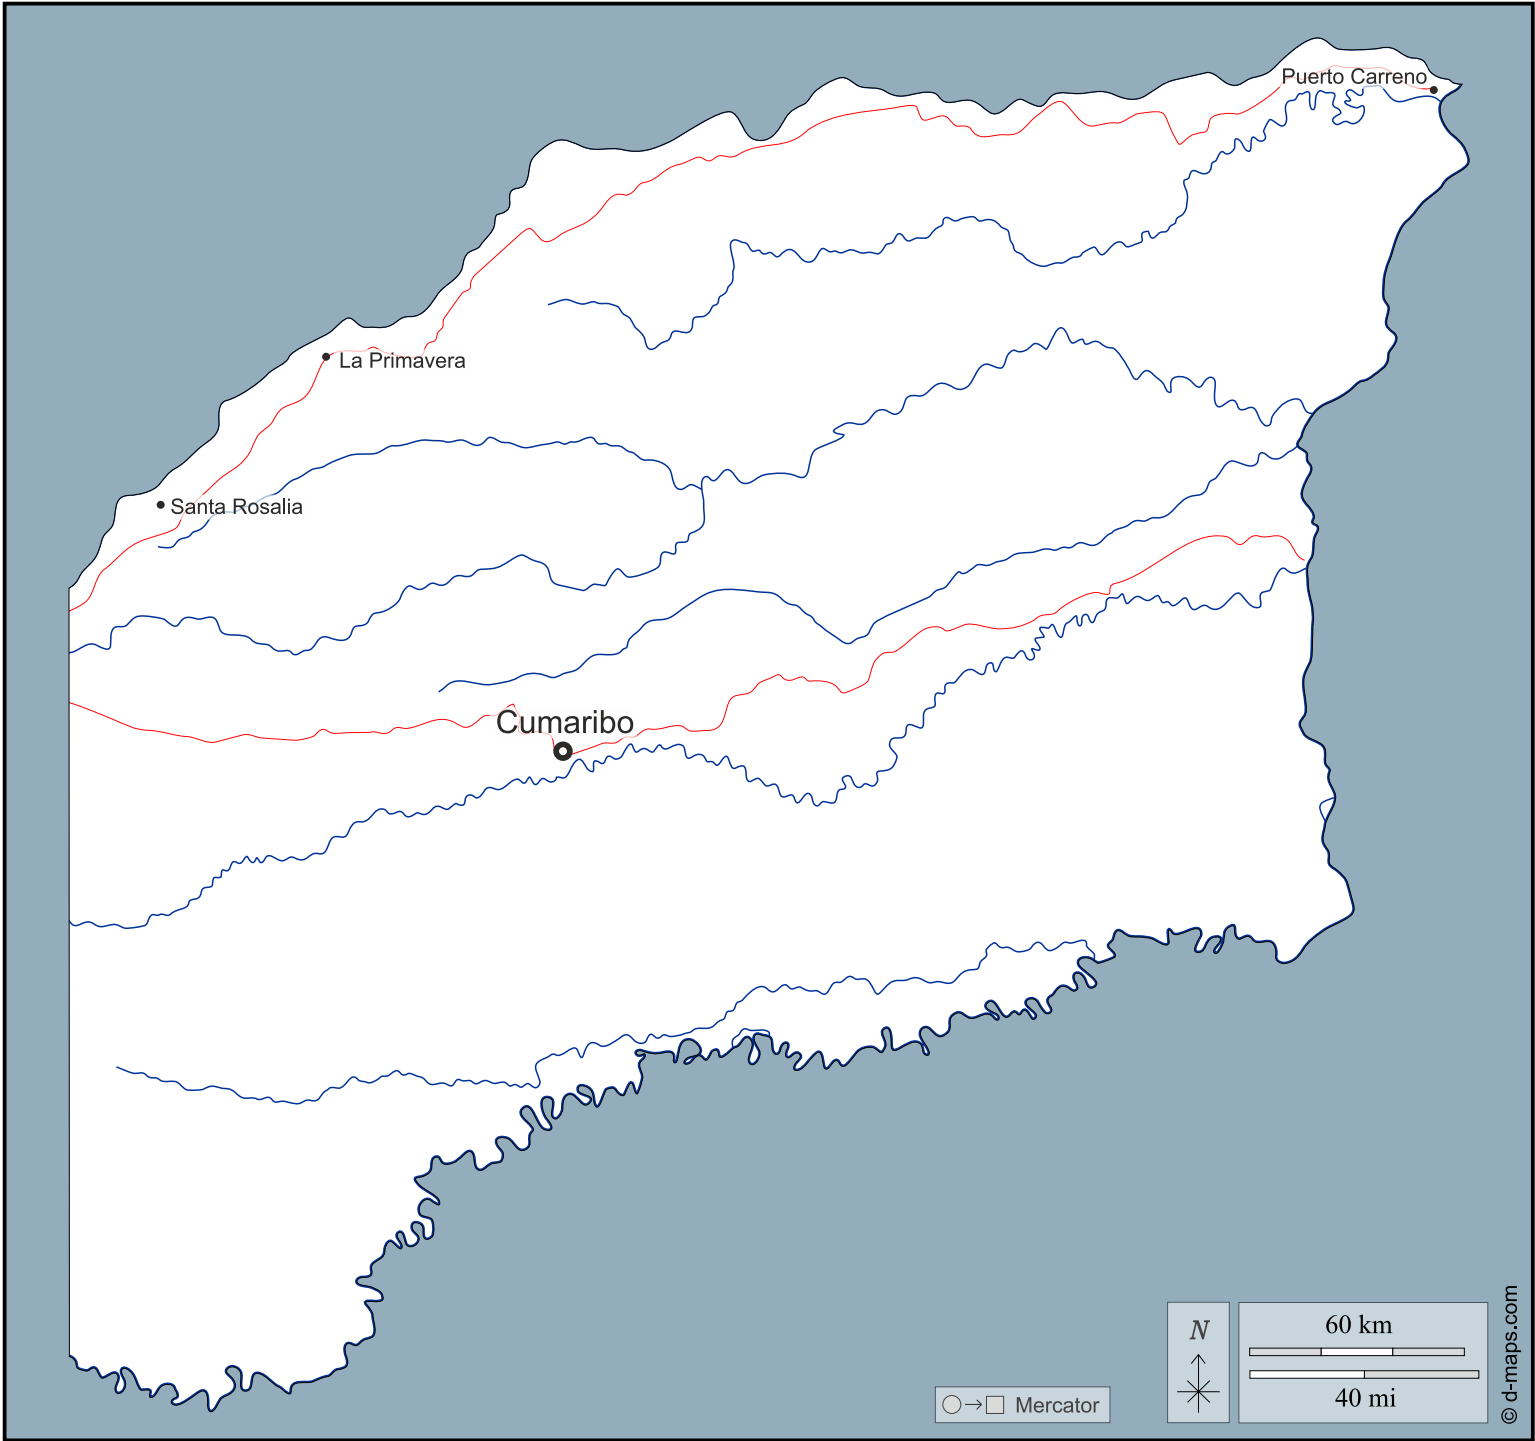 Puerto Carreno
La Primavera
Santa Rosalia
Cumaribo
N
60 km
40 mi
Mercator
© d-maps.com